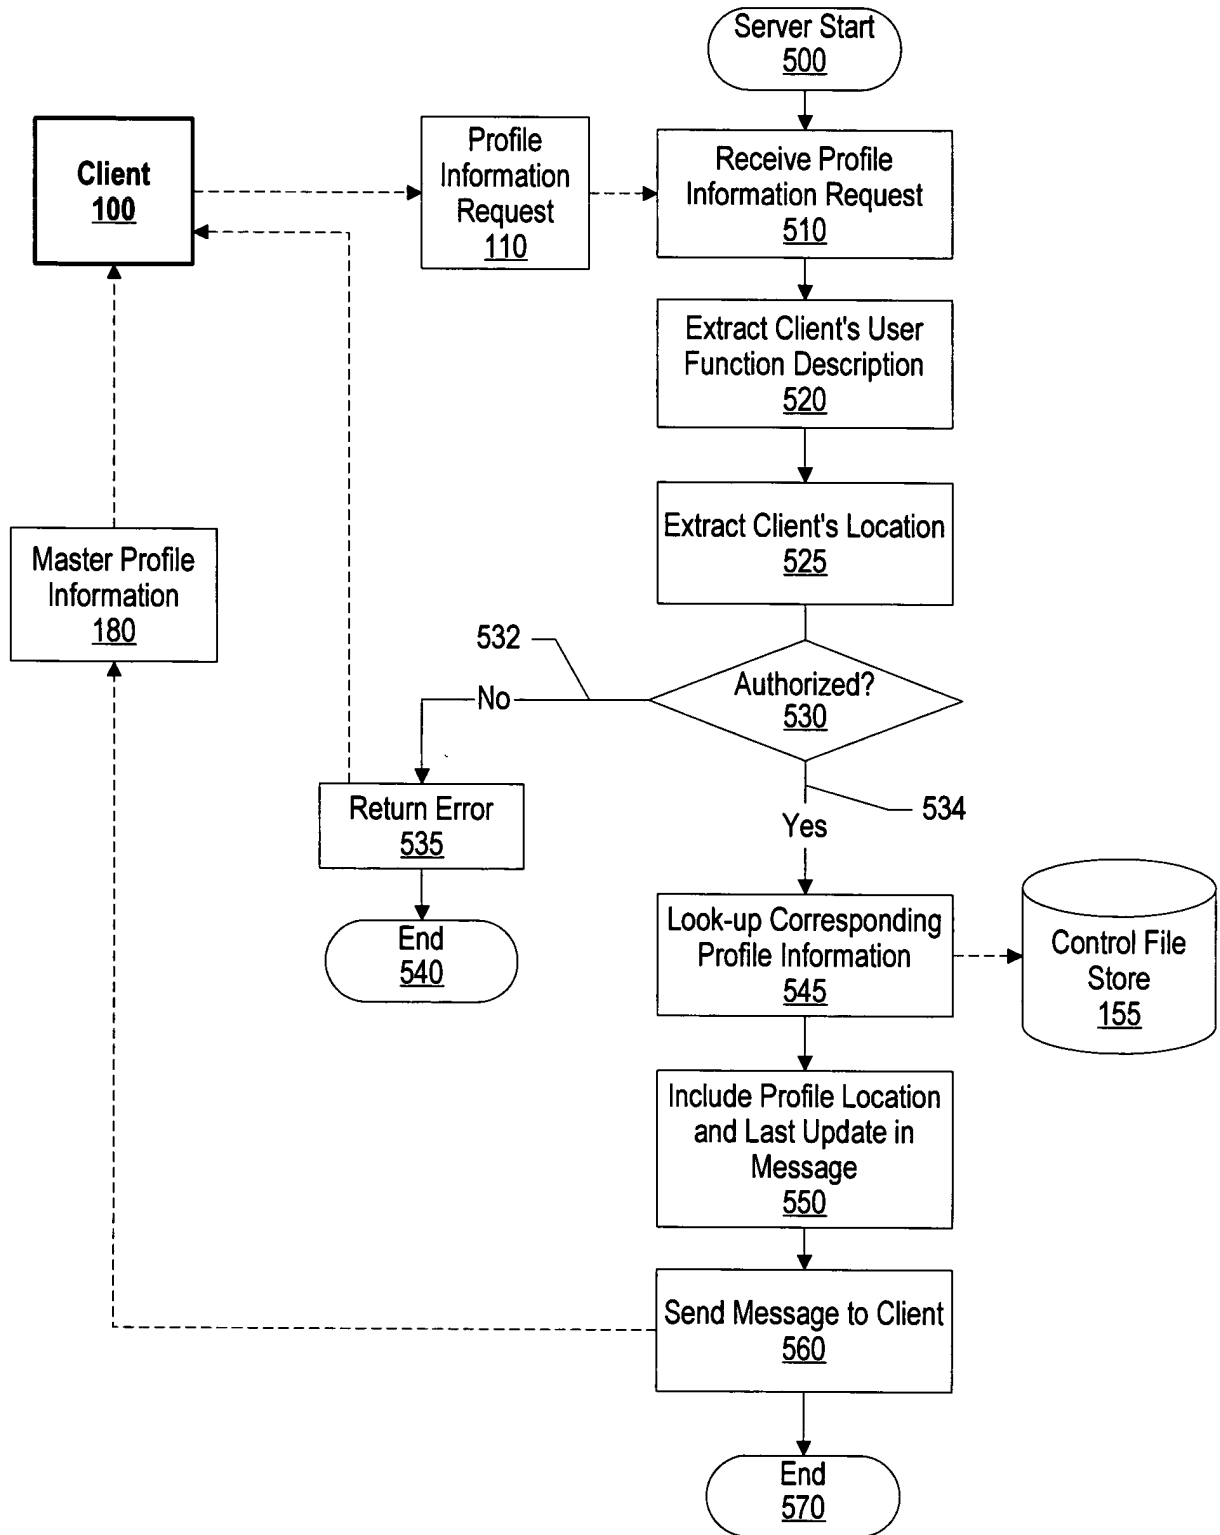 Server Start
500
Client
100
Profile
Information
Request
110
Receive Profile
Information Request
510
Extract Client's User
Function Description
520
Extract Client's Location
525
Master Profile
Information
180
532
Authorized?
530
No
534
Yes
Return Error
535
End
540
Look-up Corresponding
Profile Information
545
Control File
Store
155
Include Profile Location
and Last Update in
Message
550
Send Message to Client
560
End
570